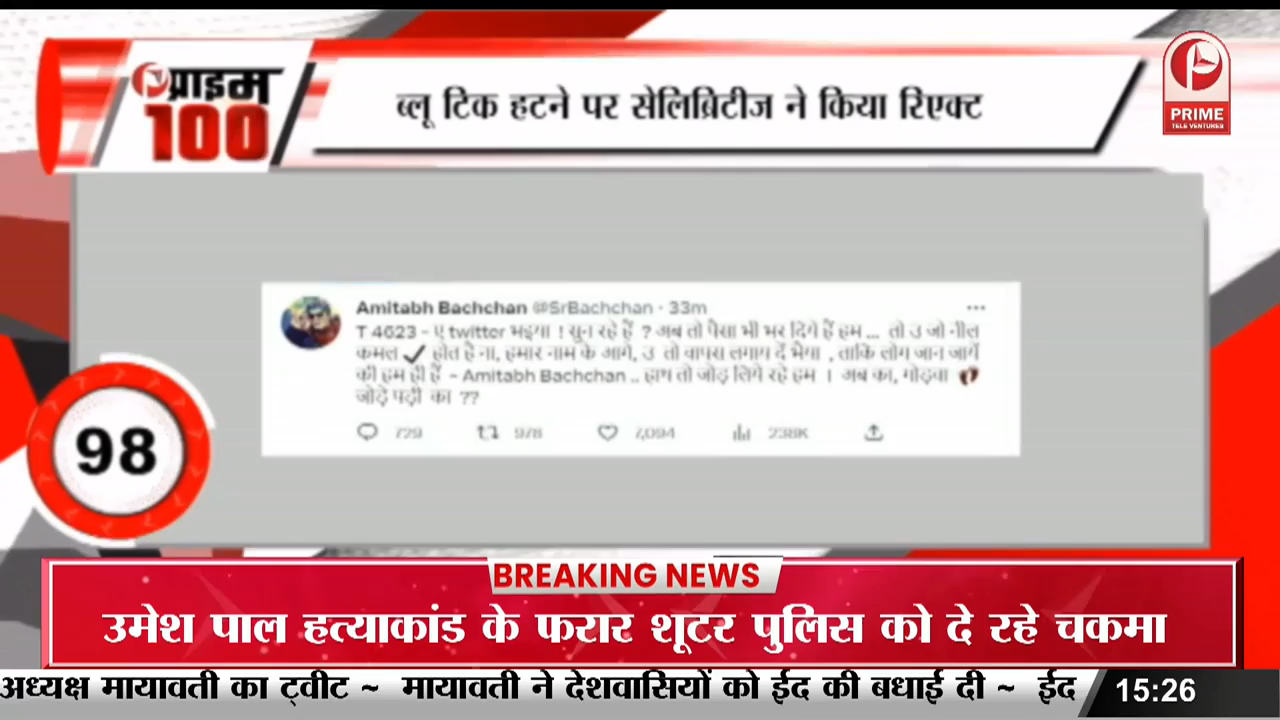 प्राइम
100
ब्लू टिक हटने पर सेलिब्रिटीज ने किया रिएक्ट
PRIME
TELE VENTURES
Amitabh Bachchan @SrBachchan · 33m
T 4623 - ए twitter भइया ! सुन रहे हैं ? अब तो पैसा भी भर दिये हैं हम ... तो उ जो नील
कमल ✔ होत है ना, हमार नाम के आगे, उ तो वापस लगाय दें भैया , ताकि लोग जान जायें
की हम ही हैं - Amitabh Bachchan .. हाथ तो जोड़ लिये रहे हम । अब का, गोड़वा 👣
जोड़े पड़ी का ??
729 978 7,094 238K
98
BREAKING NEWS
उमेश पाल हत्याकांड के फरार शूटर पुलिस को दे रहे चकमा
अध्यक्ष मायावती का ट्वीट ~ मायावती ने देशवासियों को ईद की बधाई दी ~ ईद
15:26